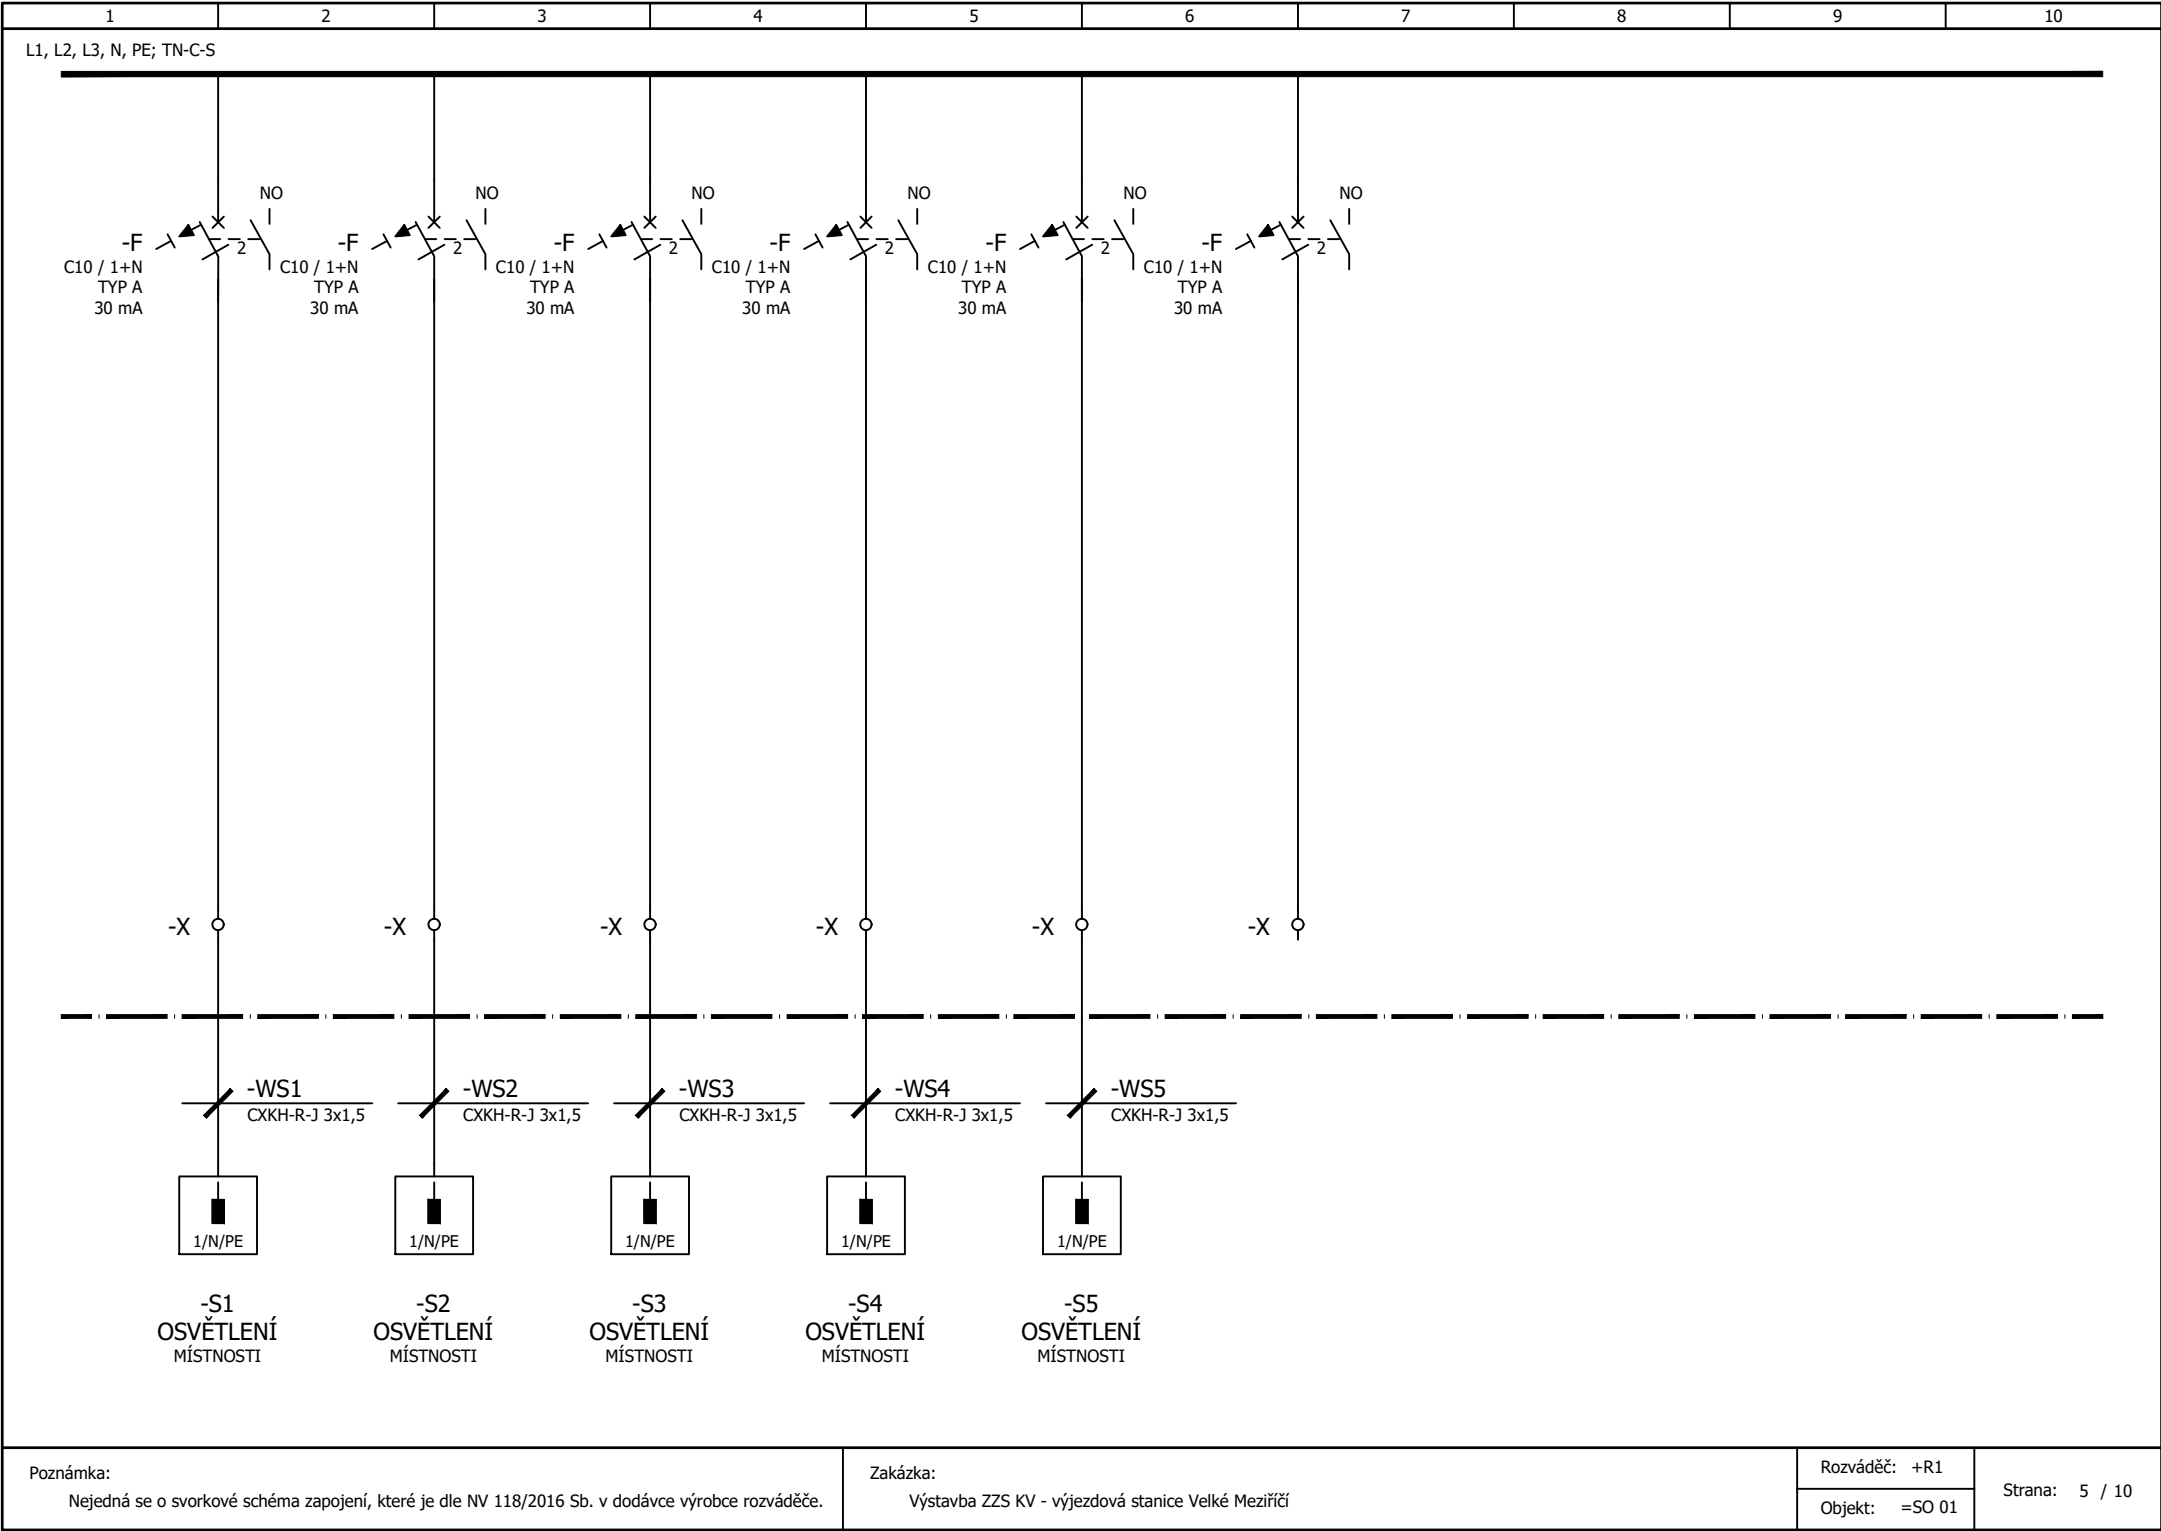 1 2 3 4 5 6 7 8 9 10
L1, L2, L3, N, PE; TN-C-S
NO NO NO NO NO NO
-F -F -F -F -F -F
2 2 2 2 2 2
C10 / 1+N C10 / 1+N C10 / 1+N C10 / 1+N C10 / 1+N C10 / 1+N
TYP A TYP A TYP A TYP A TYP A TYP A
30 mA 30 mA 30 mA 30 mA 30 mA 30 mA
-X -X -X -X -X -X
-WS1 -WS2 -WS3 -WS4 -WS5
CXKH-R-J 3x1,5 CXKH-R-J 3x1,5 CXKH-R-J 3x1,5 CXKH-R-J 3x1,5 CXKH-R-J 3x1,5
1/N/PE 1/N/PE 1/N/PE 1/N/PE 1/N/PE
-S1 -S2 -S3 -S4 -S5
OSVĚTLENÍ OSVĚTLENÍ OSVĚTLENÍ OSVĚTLENÍ OSVĚTLENÍ
MÍSTNOSTI MÍSTNOSTI MÍSTNOSTI MÍSTNOSTI MÍSTNOSTI
Poznámka:
Nejedná se o svorkové schéma zapojení, které je dle NV 118/2016 Sb. v dodávce výrobce rozváděče.
Zakázka:
Výstavba ZZS KV - výjezdová stanice Velké Meziříčí
Rozváděč: +R1
Objekt: =SO 01
Strana: 5 / 10